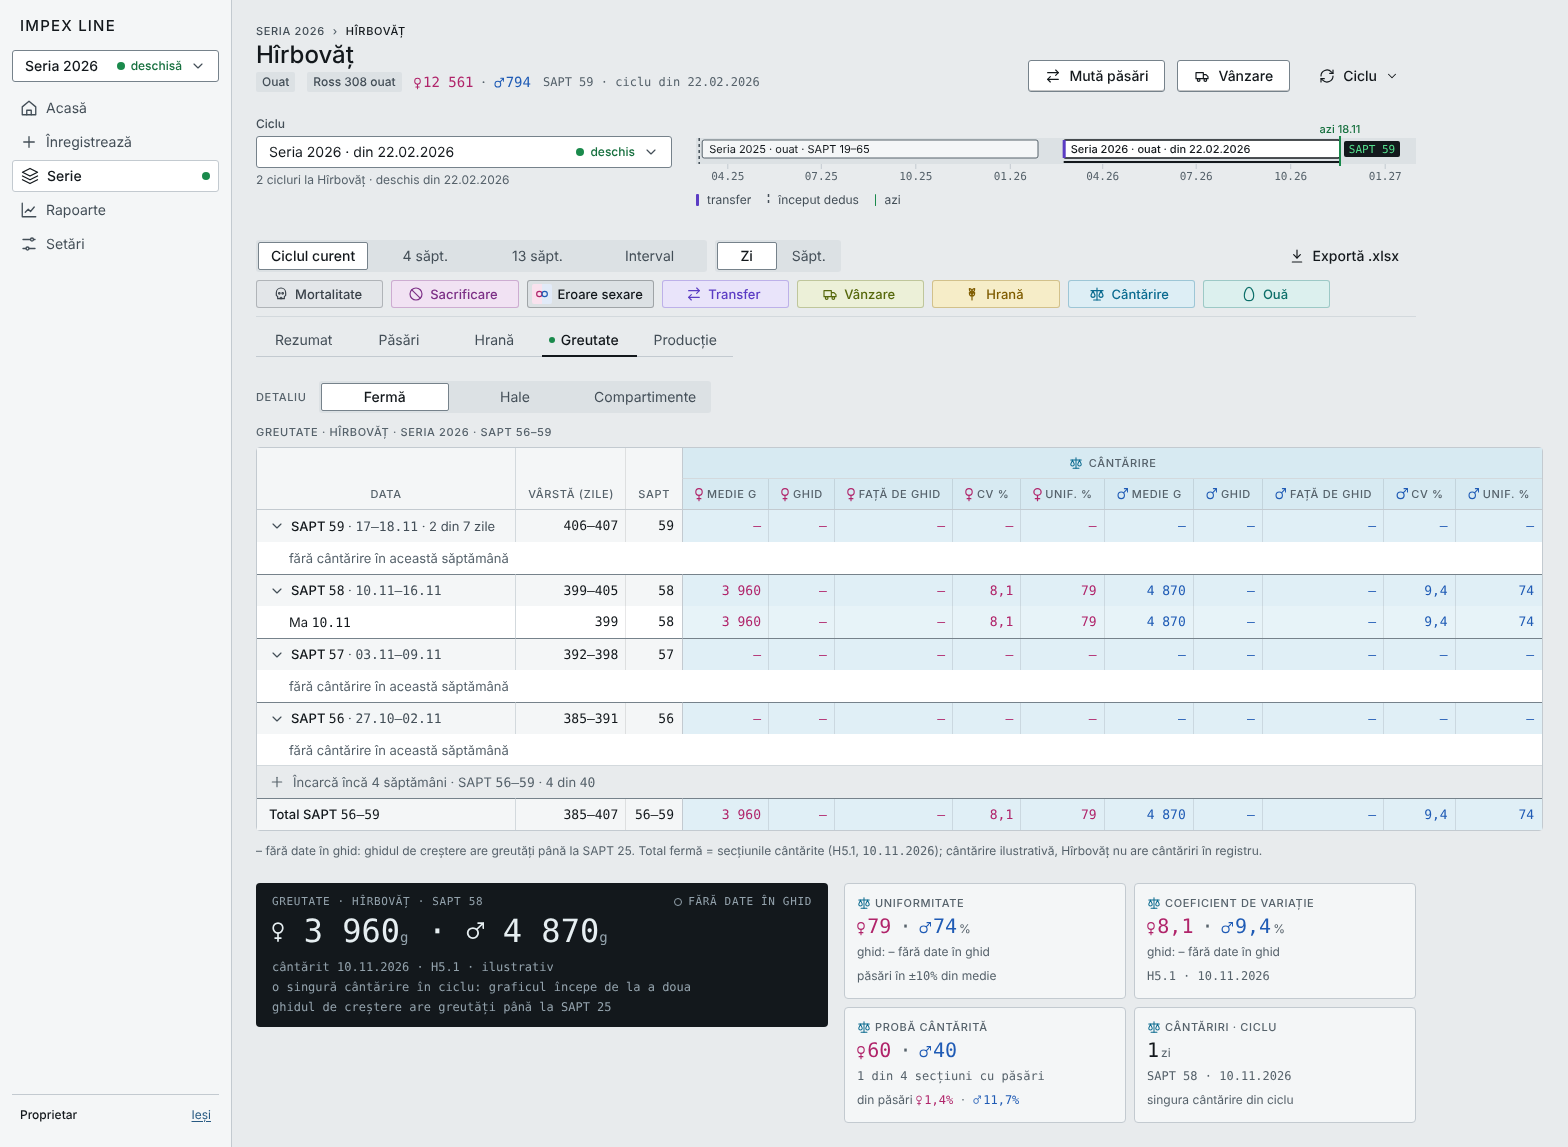 IMPEX LINE
Seria 2026 deschisă
Acasă
Înregistrează
Serie
Rapoarte
Setări
Proprietar Ieși
SERIA 2026 › HÎRBOVĂȚ
Hîrbovăț
Ouat Ross 308 ouat ♀12 561 · ♂794 SAPT 59 · ciclu din 22.02.2026
Mută păsări Vânzare Ciclu
Ciclu
Seria 2026 · din 22.02.2026 deschis
2 cicluri la Hîrbovăț · deschis din 22.02.2026
azi 18.11
Seria 2025 · ouat · SAPT 19–65 Seria 2026 · ouat · din 22.02.2026 SAPT 59
04.25 07.25 10.25 01.26 04.26 07.26 10.26 01.27
transfer început dedus azi
Ciclul curent 4 săpt. 13 săpt. Interval Zi Săpt. Exportă .xlsx
Mortalitate Sacrificare Eroare sexare Transfer Vânzare Hrană Cântărire Ouă
Rezumat Păsări Hrană Greutate Producție
DETALIU Fermă Hale Compartimente
GREUTATE · HÎRBOVĂȚ · SERIA 2026 · SAPT 56–59
CÂNTĂRIRE
DATA VÂRSTĂ (ZILE) SAPT ♀ MEDIE G ♀ GHID ♀ FAȚĂ DE GHID ♀ CV % ♀ UNIF. % ♂ MEDIE G ♂ GHID ♂ FAȚĂ DE GHID ♂ CV % ♂ UNIF. %
SAPT 59 · 17–18.11 · 2 din 7 zile 406–407 59 – – – – – – – – – –
fără cântărire în această săptămână
SAPT 58 · 10.11–16.11 399–405 58 3 960 – – 8,1 79 4 870 – – 9,4 74
Ma 10.11 399 58 3 960 – – 8,1 79 4 870 – – 9,4 74
SAPT 57 · 03.11–09.11 392–398 57 – – – – – – – – – –
fără cântărire în această săptămână
SAPT 56 · 27.10–02.11 385–391 56 – – – – – – – – – –
fără cântărire în această săptămână
Încarcă încă 4 săptămâni · SAPT 56–59 · 4 din 40
Total SAPT 56–59 385–407 56–59 3 960 – – 8,1 79 4 870 – – 9,4 74
– fără date în ghid: ghidul de creștere are greutăți până la SAPT 25. Total fermă = secțiunile cântărite (H5.1, 10.11.2026); cântărire ilustrativă, Hîrbovăț nu are cântăriri în registru.
GREUTATE · HÎRBOVĂȚ · SAPT 58 FĂRĂ DATE ÎN GHID
♀ 3 960g · ♂ 4 870g
cântărit 10.11.2026 · H5.1 · ilustrativ
o singură cântărire în ciclu: graficul începe de la a doua
ghidul de creștere are greutăți până la SAPT 25
UNIFORMITATE
♀79 · ♂74%
ghid: – fără date în ghid
păsări în ±10% din medie
COEFICIENT DE VARIAȚIE
♀8,1 · ♂9,4%
ghid: – fără date în ghid
H5.1 · 10.11.2026
PROBĂ CÂNTĂRITĂ
♀60 · ♂40
1 din 4 secțiuni cu păsări
din păsări ♀1,4% · ♂11,7%
CÂNTĂRIRI · CICLU
1 zi
SAPT 58 · 10.11.2026
singura cântărire din ciclu